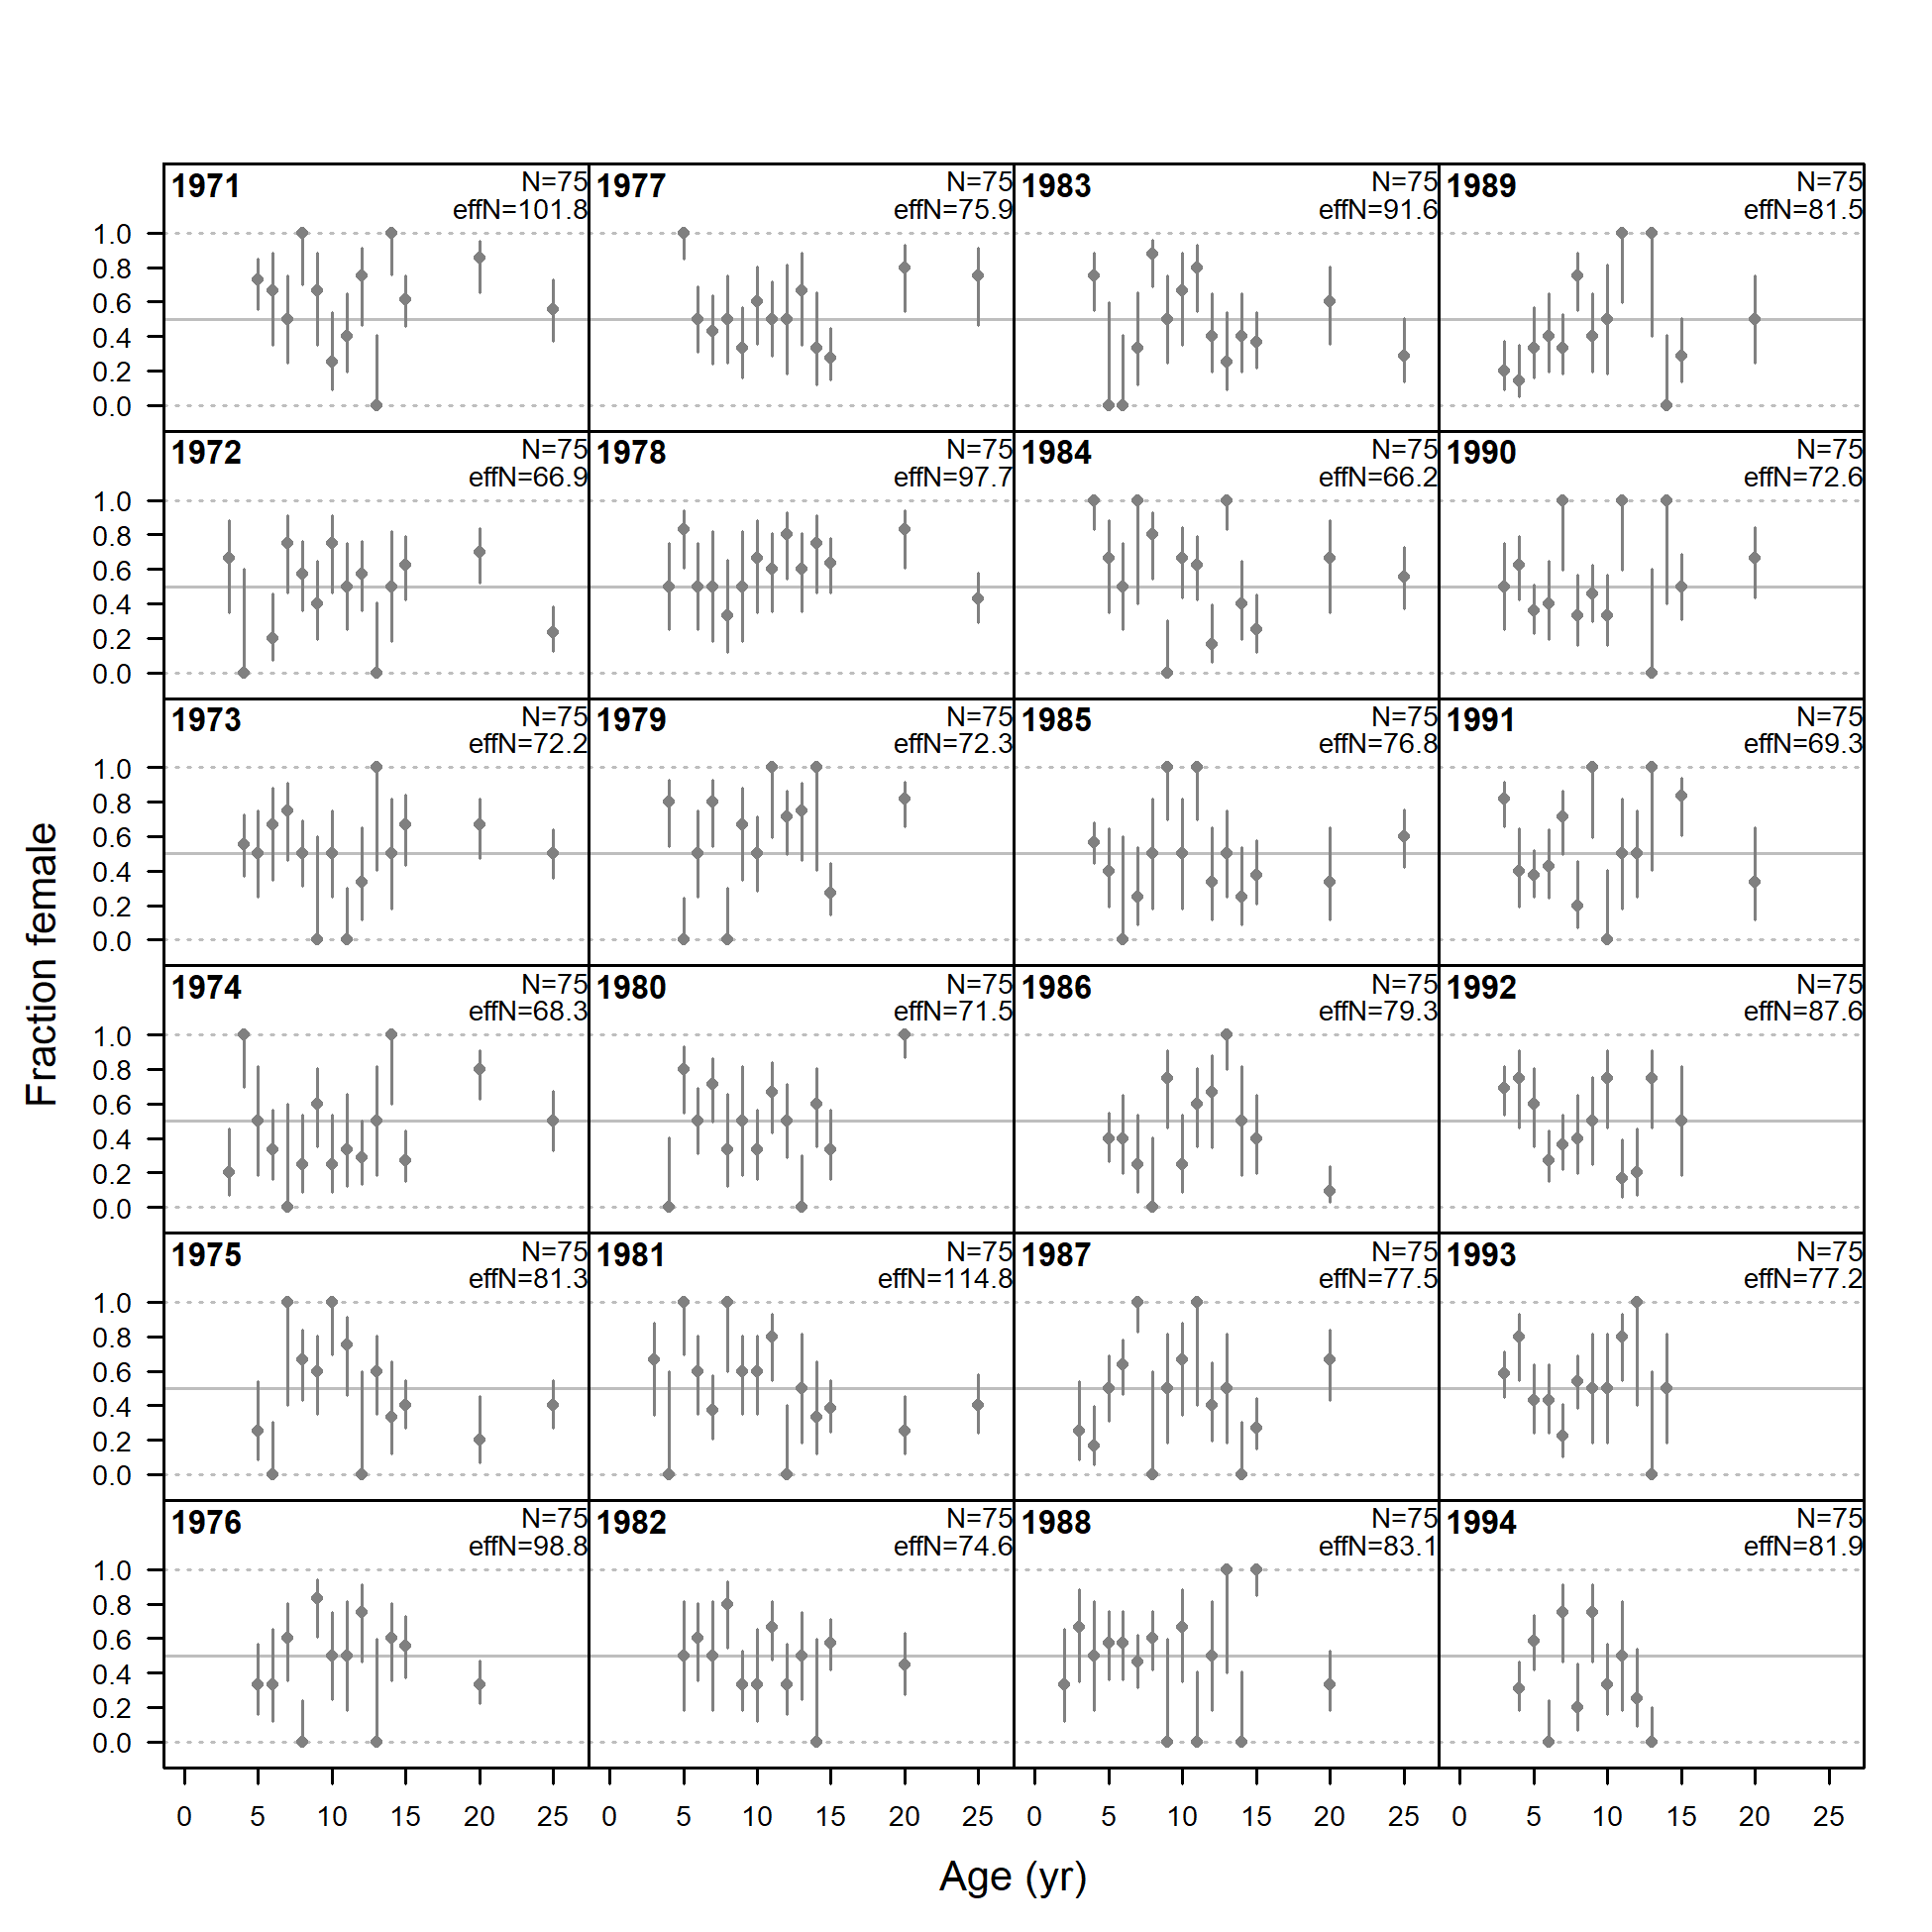 1971 N=75 1977 N=75 1983 N=75 1989 N=75
effN=101.8 effN=75.9 effN=91.6 effN=81.5
1.0
0.8
0.6
0.4
0.2
0.0
1972 N=75 1978 N=75 1984 N=75 1990 N=75
effN=66.9 effN=97.7 effN=66.2 effN=72.6
1.0
0.8
0.6
0.4
0.2
0.0
1973 N=75 1979 N=75 1985 N=75 1991 N=75
effN=72.2 effN=72.3 effN=76.8 effN=69.3
1.0
0.8
0.6
0.4
0.2
0.0
Fraction female
1974 N=75 1980 N=75 1986 N=75 1992 N=75
effN=68.3 effN=71.5 effN=79.3 effN=87.6
1.0
0.8
0.6
0.4
0.2
0.0
1975 N=75 1981 N=75 1987 N=75 1993 N=75
effN=81.3 effN=114.8 effN=77.5 effN=77.2
1.0
0.8
0.6
0.4
0.2
0.0
1976 N=75 1982 N=75 1988 N=75 1994 N=75
effN=98.8 effN=74.6 effN=83.1 effN=81.9
1.0
0.8
0.6
0.4
0.2
0.0
0 5 10 15 20 25 0 5 10 15 20 25 0 5 10 15 20 25 0 5 10 15 20 25
Age (yr)